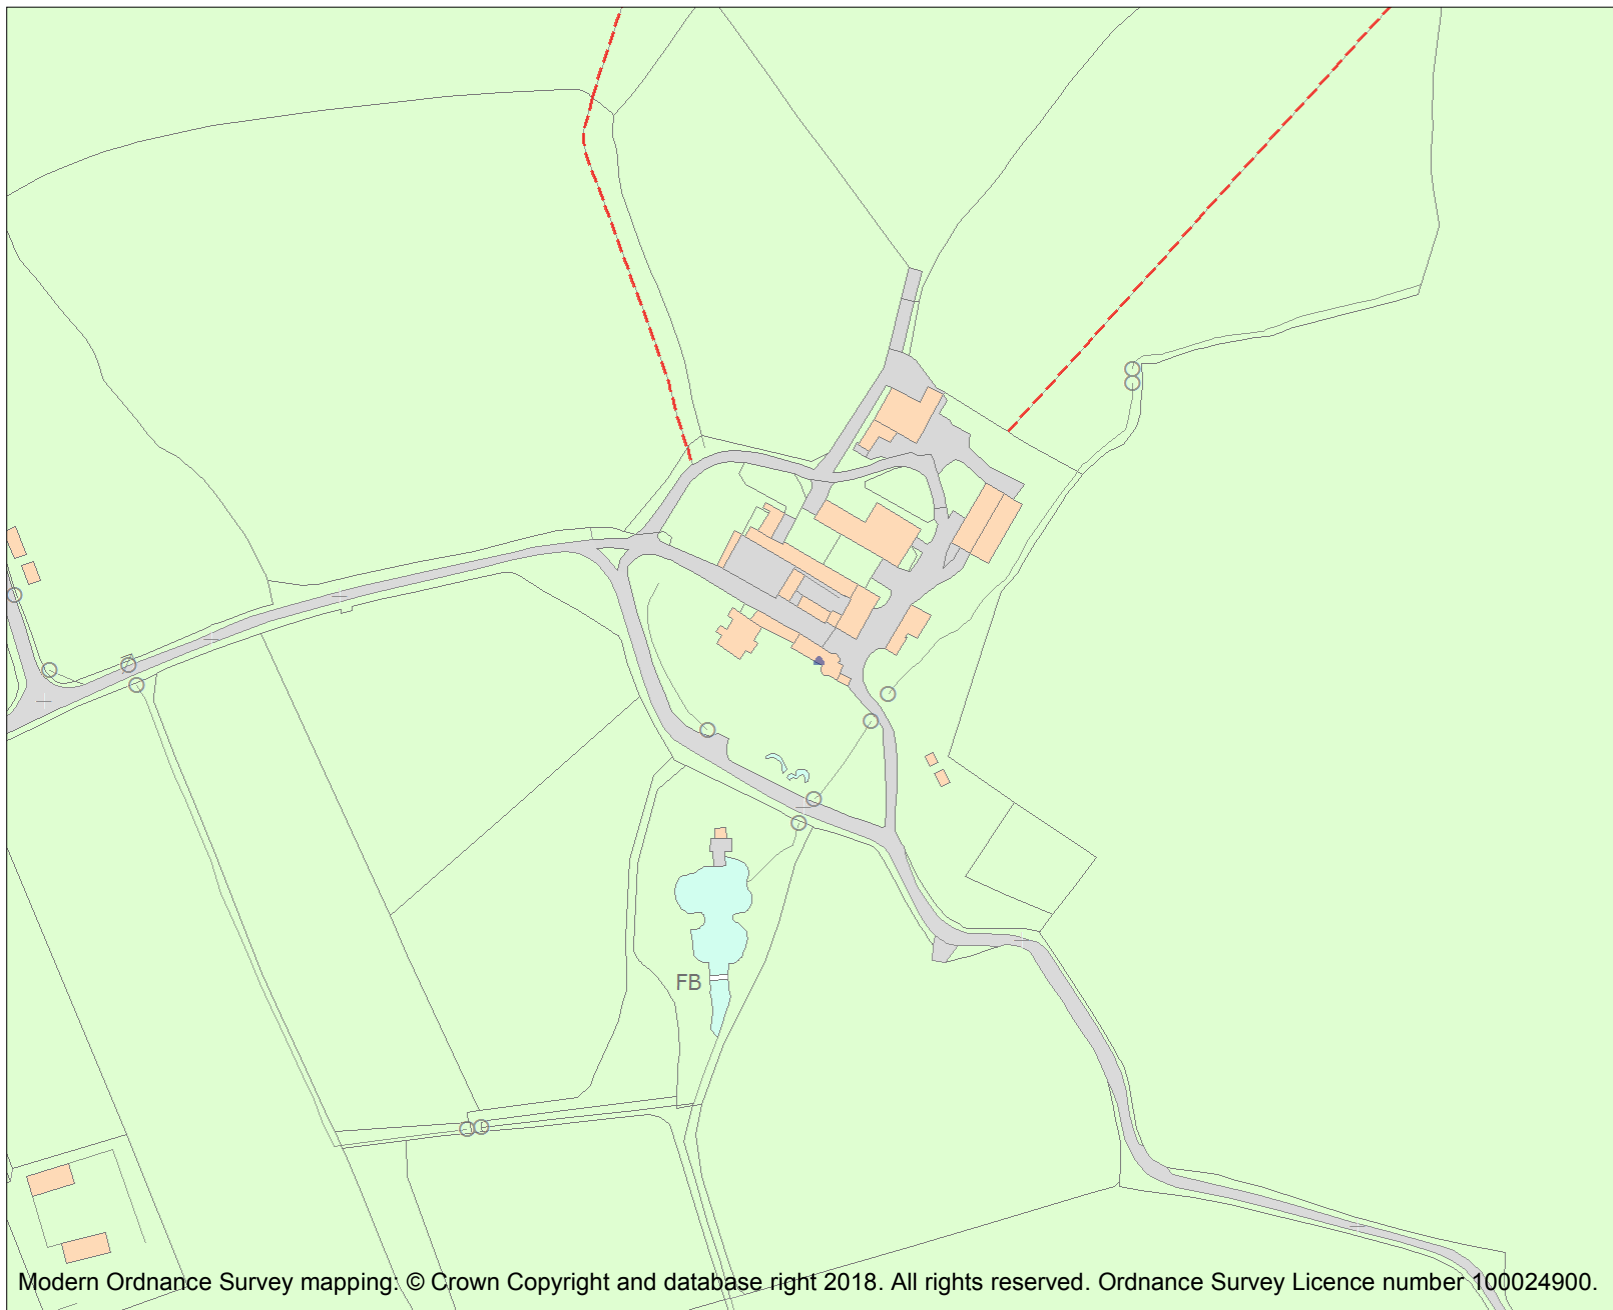 FB
Modern Ordnance Survey mapping: © Crown Copyright and database right 2018. All rights reserved. Ordnance Survey Licence number 100024900.